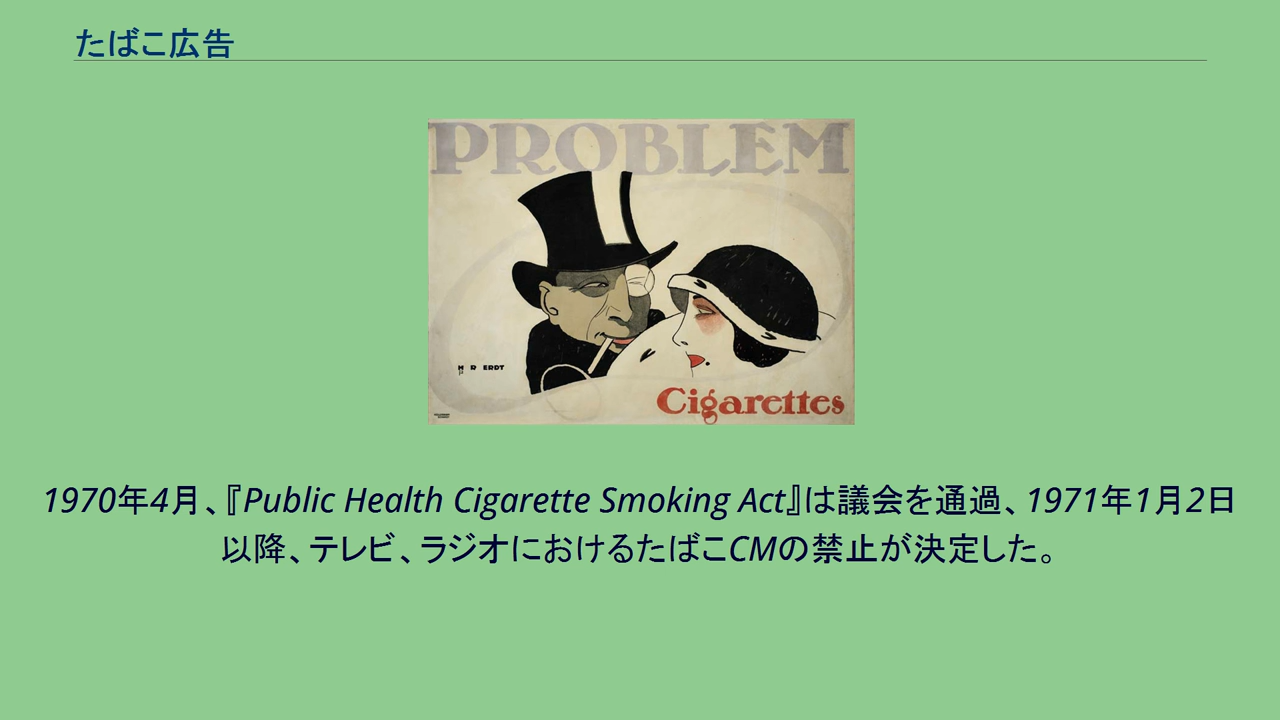 たばこ広告
PROBLEM
H R ERDT
Cigarettes
1970年4月、『Public Health Cigarette Smoking Act』は議会を通過、1971年1月2日
以降、テレビ、ラジオにおけるたばこCMの禁止が決定した。